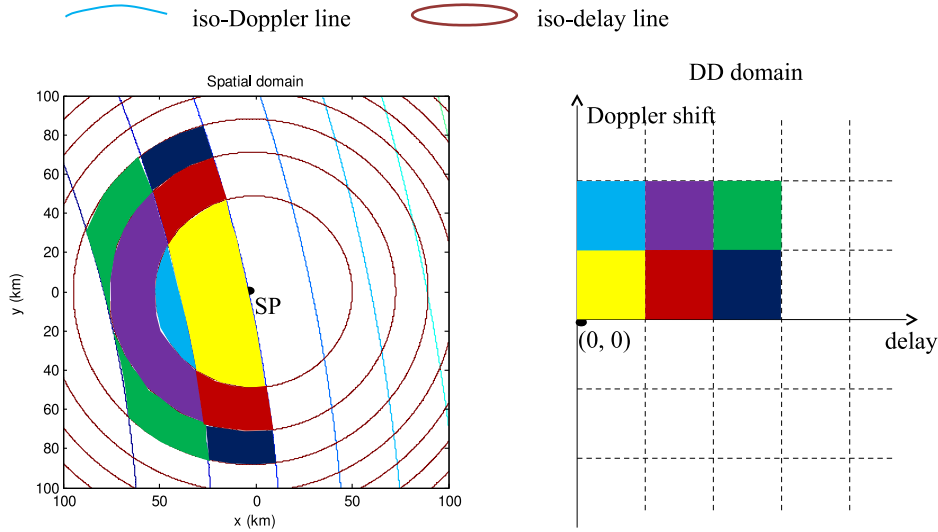 iso-Doppler line
iso-delay line
Spatial domain
100
80
60
40
20
0
20
40
60
80
100
y (km)
SP
100
50
0
50
100
x (km)
DD domain
Doppler shift
(0, 0)
delay